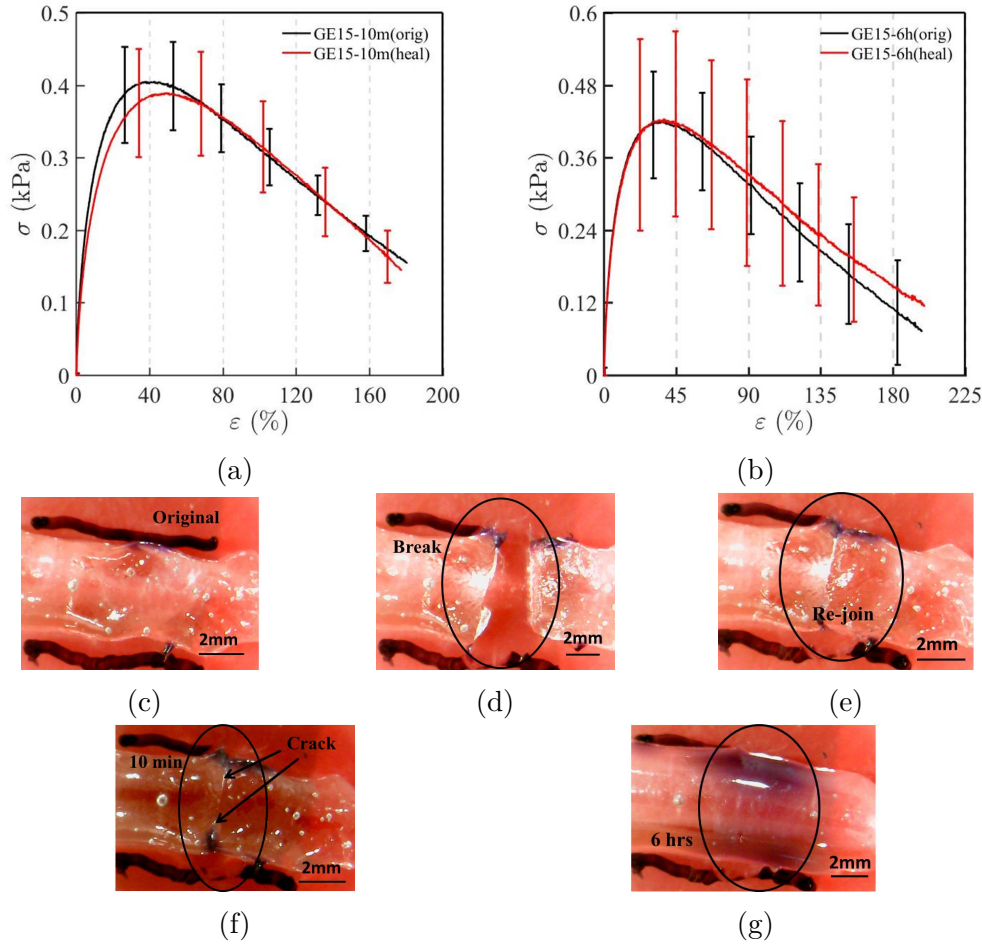 0.5
0.4
0.3
0.2
0.1
0
σ (kPa)
GE15-10m(orig)
GE15-10m(heal)
0 40 80 120 160 200
ε (%)
(a)
0.6
0.48
0.36
0.24
0.12
0
σ (kPa)
GE15-6h(orig)
GE15-6h(heal)
0 45 90 135 180 225
ε (%)
(b)
Original
2mm
(c)
Break
2mm
(d)
Re-join
2mm
(e)
10 min
Crack
2mm
(f)
6 hrs
2mm
(g)